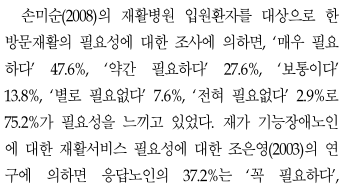 손미순(2008)의 재활병원 입원환자를 대상으로 한
방문재활의 필요성에 대한 조사에 의하면, ‘매우 필요
하다’ 47.6%, ‘약간 필요하다’ 27.6%, ‘보통이다’
13.8%, ‘별로 필요없다’ 7.6%, ‘전혀 필요없다’ 2.9%로
75.2%가 필요성을 느끼고 있었다. 재가 기능장애노인
에 대한 재활서비스 필요성에 대한 조은영(2003)의 연
구에 의하면 응답노인의 37.2%는 ‘꼭 필요하다’,